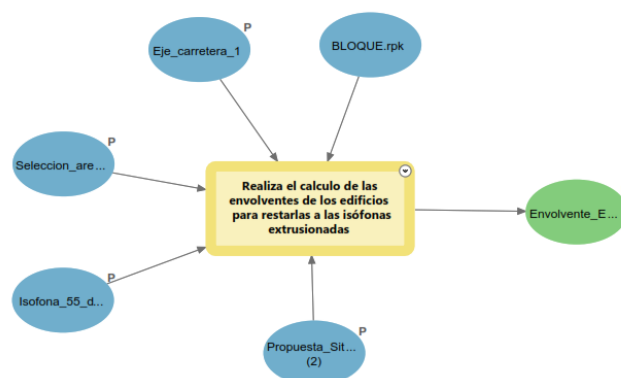 P
Eje_carretera_1
BLOQUE.rpk
P
Seleccion_are...
Realiza el calculo de las
envolventes de los edificios
para restarlas a las isófonas
extrusionadas
Envolvente_E...
P
Isofona_55_d...
P
Propuesta_Sit...
(2)